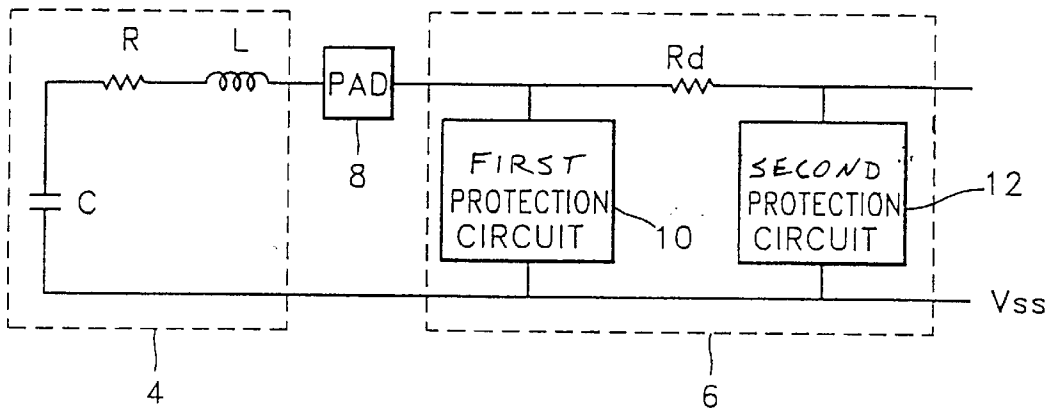 R
L
Rd
PAD
8
C
FIRST
PROTECTION
CIRCUIT
10
SECOND
PROTECTION
CIRCUIT
12
Vss
4
6